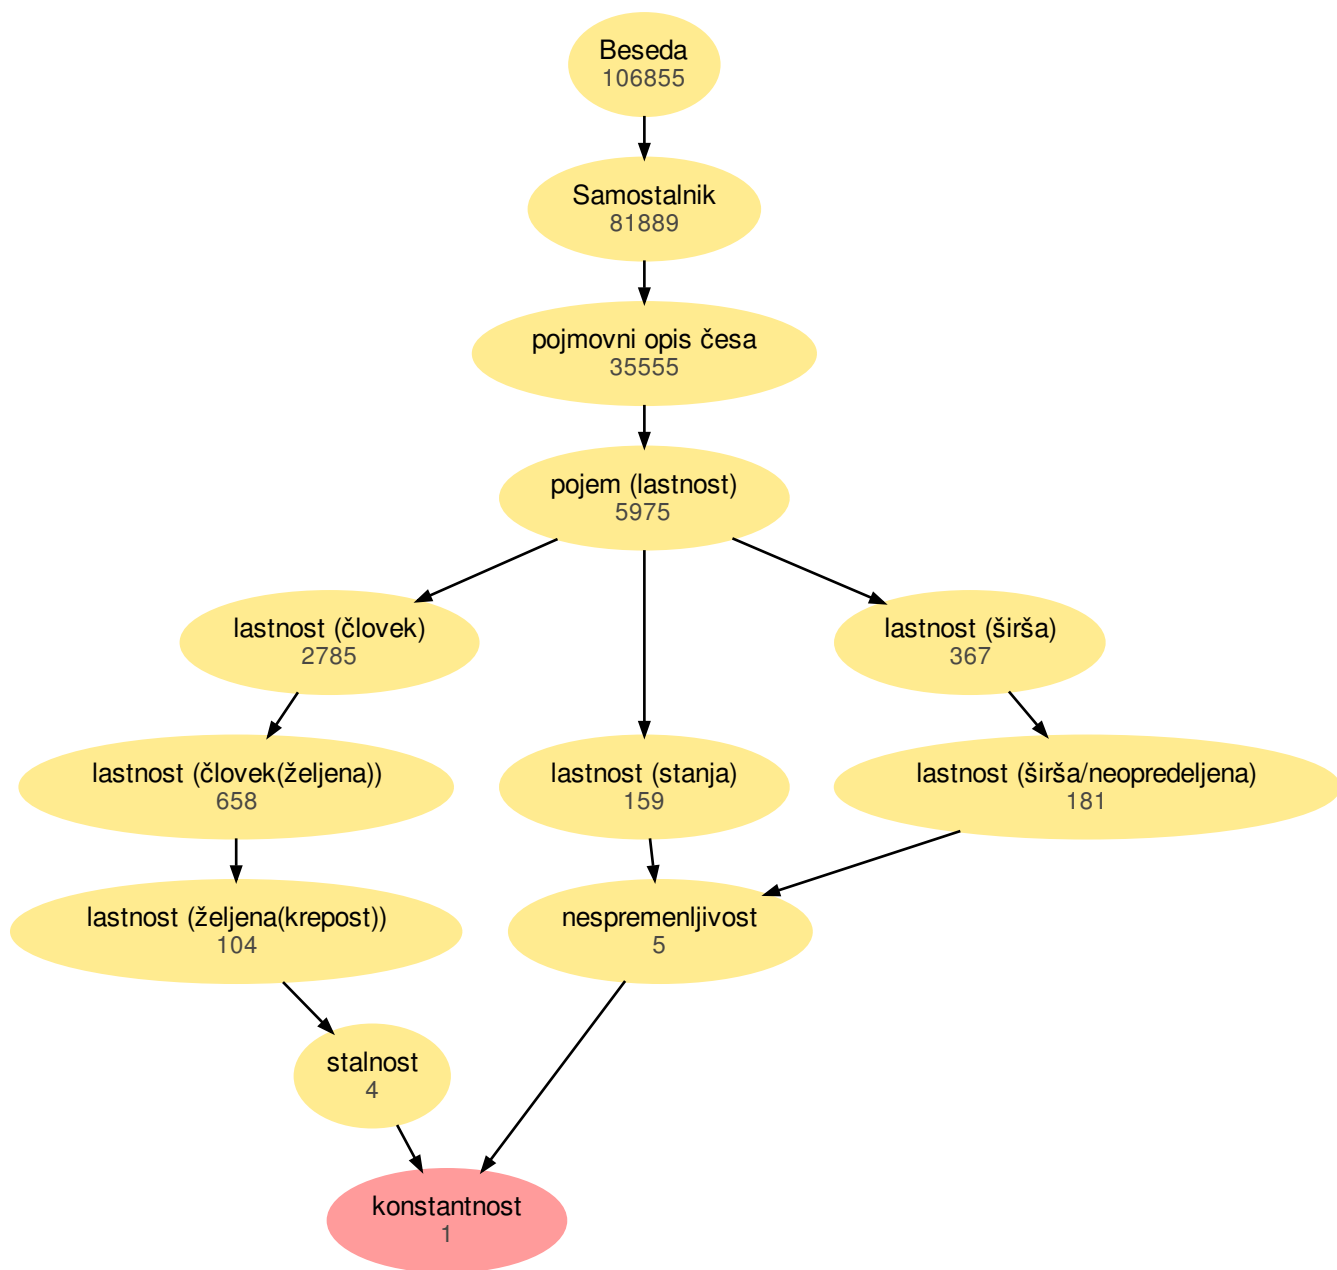 Beseda
106855
Samostalnik
81889
pojmovni opis česa
35555
pojem (lastnost)
5975
lastnost (človek)
2785
lastnost (širša)
367
lastnost (človek(željena))
658
lastnost (stanja)
159
lastnost (širša/neopredeljena)
181
lastnost (željena(krepost))
104
nespremenljivost
5
stalnost
4
konstantnost
1